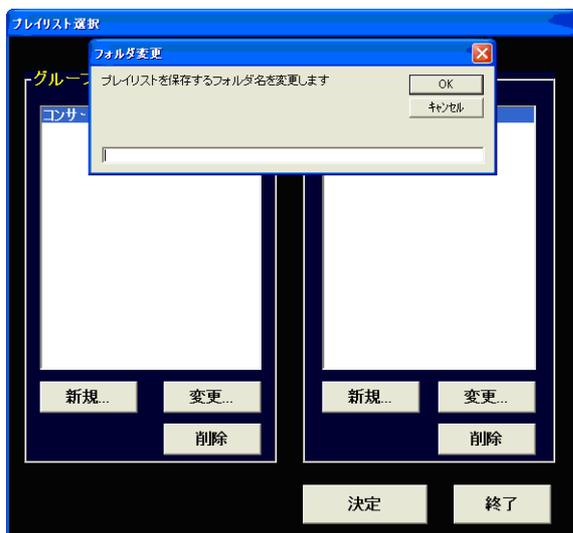 プレイリスト選択
フォルダ変更
プレイリストを保存するフォルダ名を変更します
OK
キャンセル
グルー
コンサー
新規...
変更...
削除
新規...
変更...
削除
決定
終了